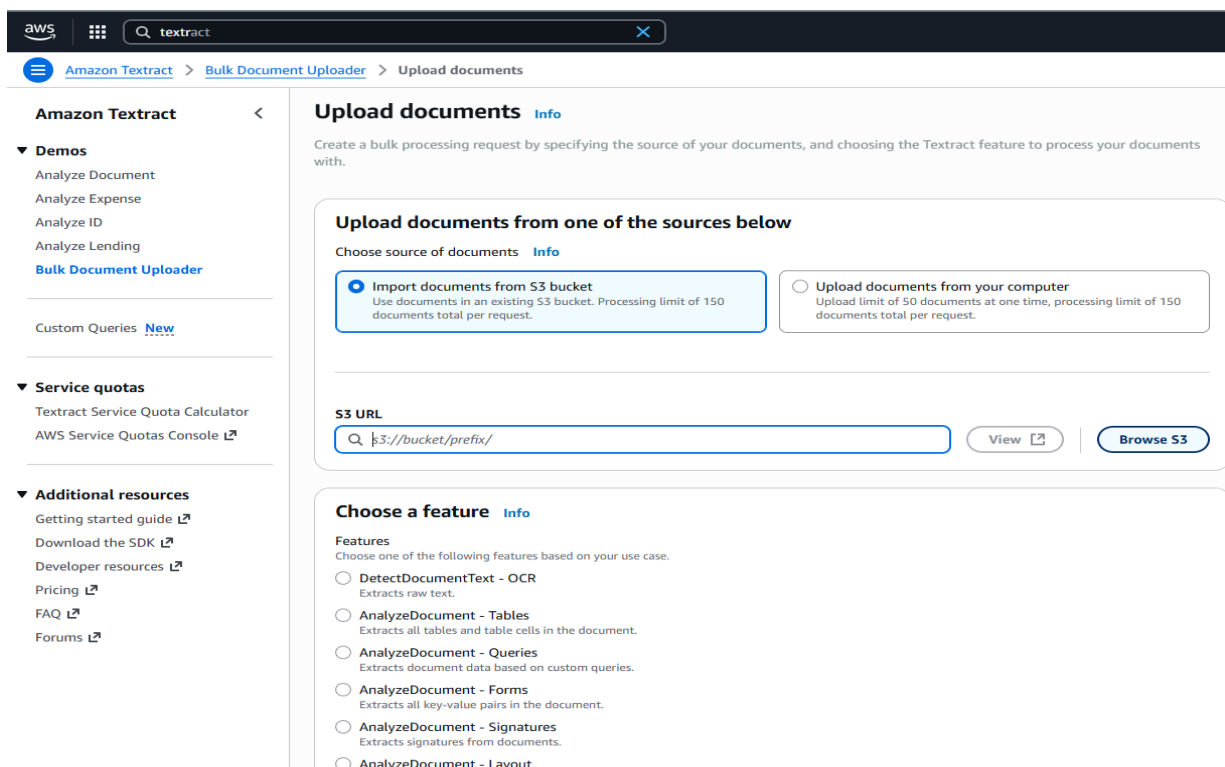 aws
textract
Amazon Textract > Bulk Document Uploader > Upload documents
Amazon Textract
Demos
Analyze Document
Analyze Expense
Analyze ID
Analyze Lending
Bulk Document Uploader
Custom Queries New
Service quotas
Textract Service Quota Calculator
AWS Service Quotas Console
Additional resources
Getting started guide
Download the SDK
Developer resources
Pricing
FAQ
Forums
Upload documents Info
Create a bulk processing request by specifying the source of your documents, and choosing the Textract feature to process your documents
with.
Upload documents from one of the sources below
Choose source of documents Info
Import documents from S3 bucket
Use documents in an existing S3 bucket. Processing limit of 150
documents total per request.
Upload documents from your computer
Upload limit of 50 documents at one time, processing limit of 150
documents total per request.
S3 URL
s3://bucket/prefix/
View
Browse S3
Choose a feature Info
Features
Choose one of the following features based on your use case.
DetectDocumentText - OCR
Extracts raw text.
AnalyzeDocument - Tables
Extracts all tables and table cells in the document.
AnalyzeDocument - Queries
Extracts document data based on custom queries.
AnalyzeDocument - Forms
Extracts all key-value pairs in the document.
AnalyzeDocument - Signatures
Extracts signatures from documents.
AnalyzeDocument - Layout